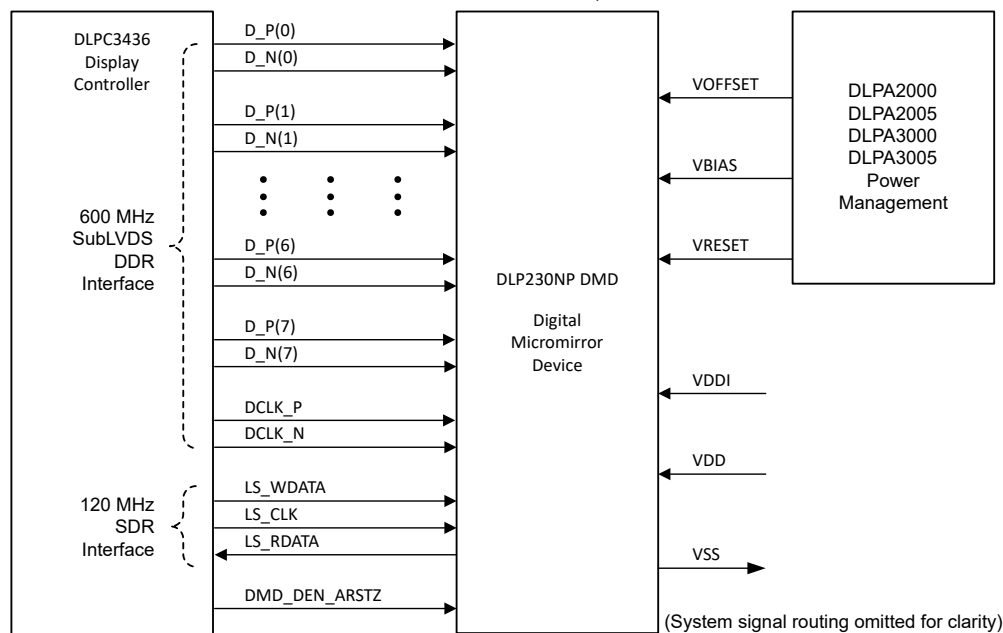 DLPC3436
Display
Controller
D_P(0)
D_N(0)
D_P(1)
D_N(1)
600 MHz
SubLVDS
DDR
Interface
D_P(6)
D_N(6)
D_P(7)
D_N(7)
DCLK_P
DCLK_N
120 MHz
SDR
Interface
LS_WDATA
LS_CLK
LS_RDATA
DMD_DEN_ARSTZ
DLP230NP DMD
Digital
Micromirror
Device
VOFFSET
VBIAS
VRESET
DLPA2000
DLPA2005
DLPA3000
DLPA3005
Power
Management
VDDI
VDD
VSS
(System signal routing omitted for clarity)